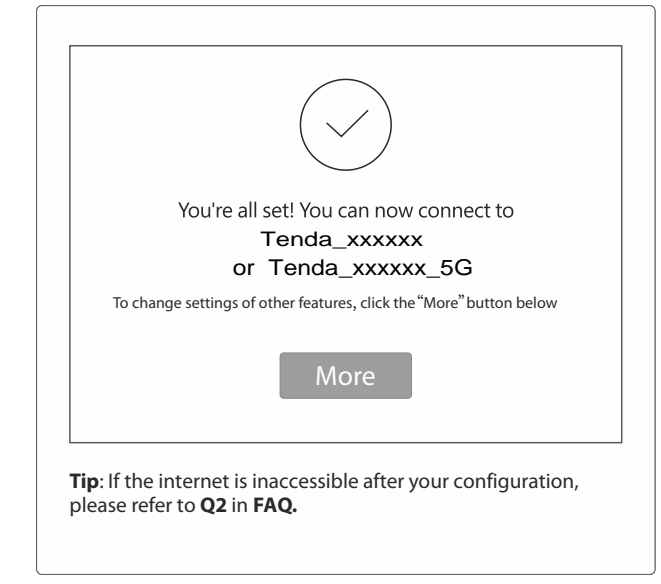 You're all set! You can now connect to
Tenda_xxxxxx
or Tenda_xxxxxx_5G
To change settings of other features, click the “More” button below
More
Tip: If the internet is inaccessible after your configuration,
please refer to Q2 in FAQ.